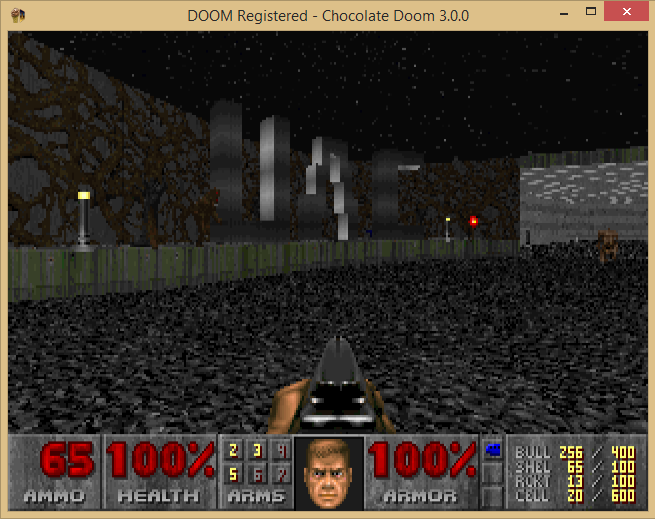 DOOM Registered - Chocolate Doom 3.0.0
UAC
65 100% 2 3 4 100% BULL 256 / 400
5 6 7 SHEL 65 / 100
RCKT 13 / 100
AMMO HEALTH ARMS ARMOR CELL 20 / 600